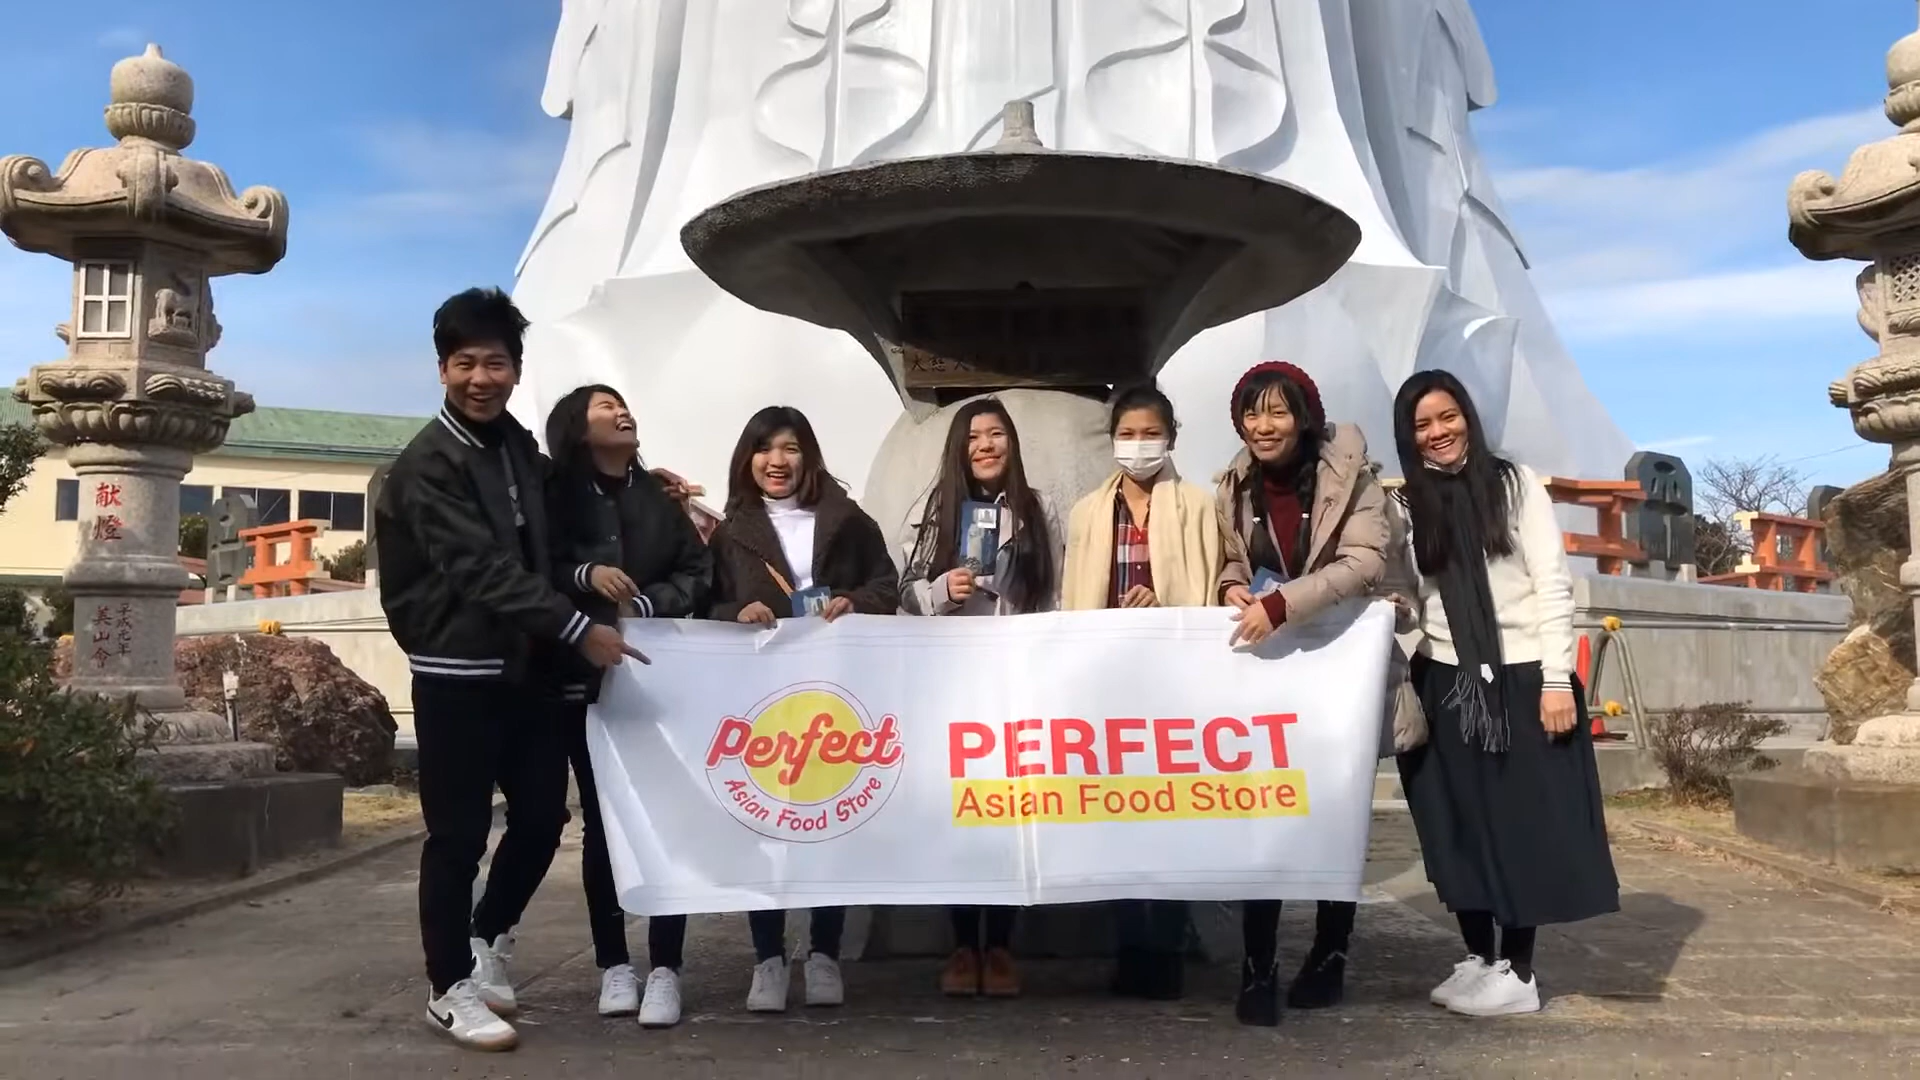 献燈
平成元年
美山會
Perfect
Asian Food Store
PERFECT
Asian Food Store